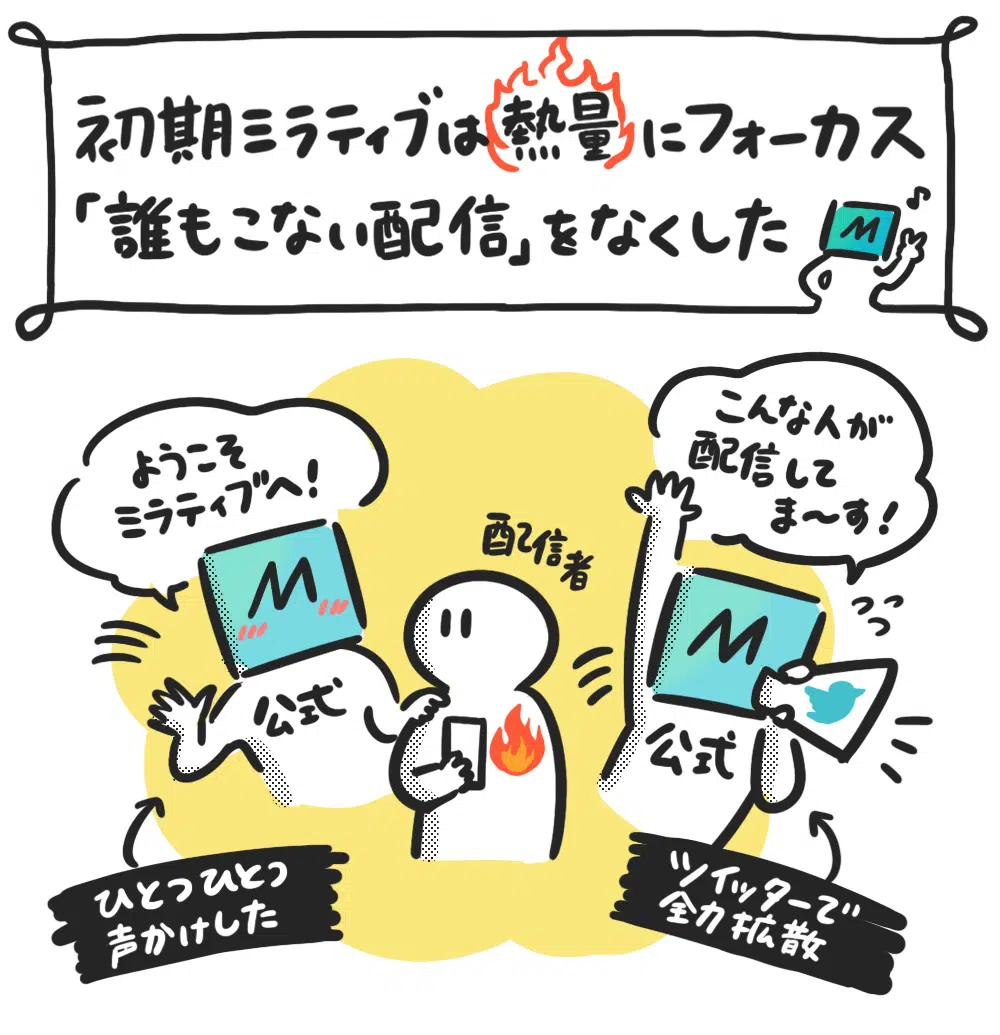 初期ミラティブは熱量にフォーカス
「誰もこない配信」をなくした
M
ようこそ
ミラティブへ!
こんな人が
配信して
ま〜す!
配信者
M
公式
M
公式
ひとつひとつ
声かけした
ツイッターで
全力拡散